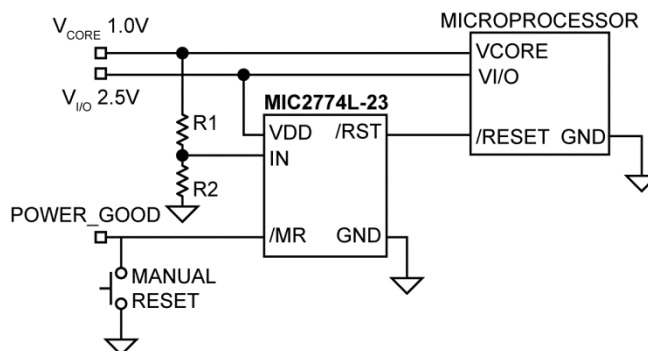 MICROPROCESSOR
VCORE 1.0V
VCORE
VI/O
VI/O 2.5V
MIC2774L-23
R1
VDD
/RST
/RESET
GND
IN
R2
POWER_GOOD
/MR
GND
MANUAL
RESET